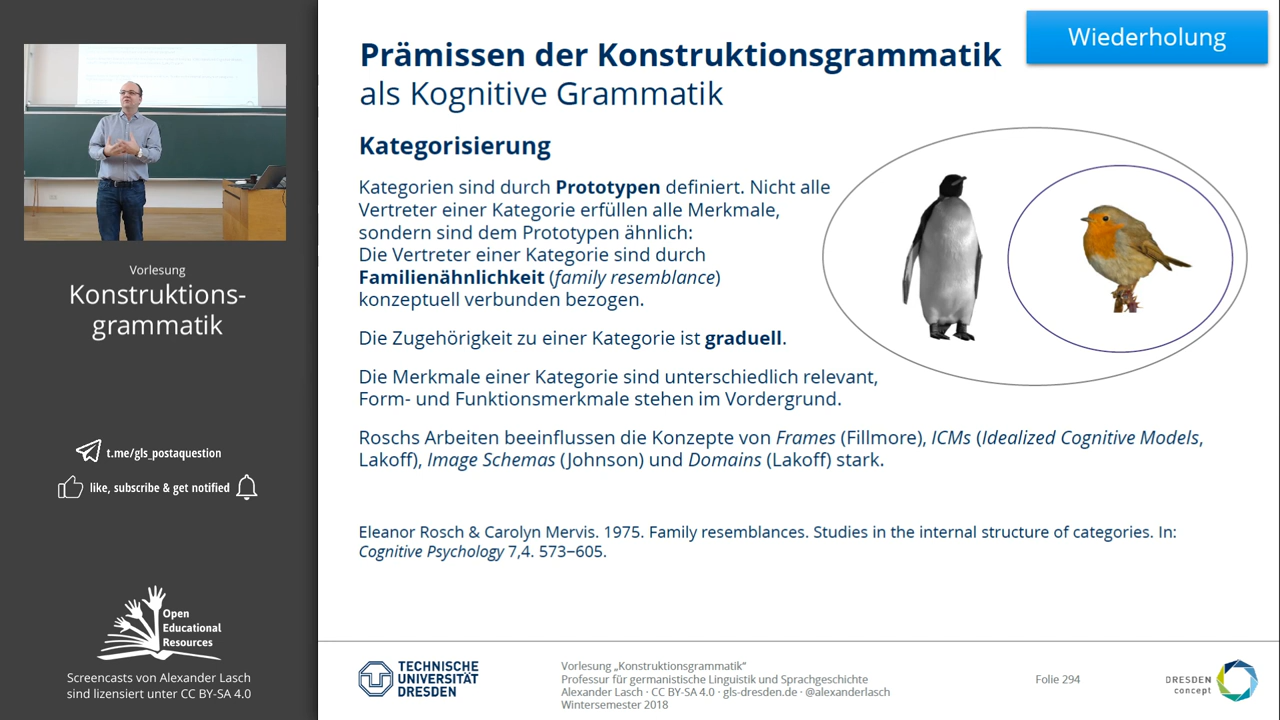 Vorlesung
Konstruktions-
grammatik
t.me/gls_postaquestion
like, subscribe & get notified
Open
Educational
Resources
Screencasts von Alexander Lasch
sind lizensiert unter CC BY-SA 4.0
Wiederholung
Prämissen der Konstruktionsgrammatik
als Kognitive Grammatik
Kategorisierung
Kategorien sind durch Prototypen definiert. Nicht alle
Vertreter einer Kategorie erfüllen alle Merkmale,
sondern sind dem Prototypen ähnlich:
Die Vertreter einer Kategorie sind durch
Familienähnlichkeit (family resemblance)
konzeptuell verbunden bezogen.
Die Zugehörigkeit zu einer Kategorie ist graduell.
Die Merkmale einer Kategorie sind unterschiedlich relevant,
Form- und Funktionsmerkmale stehen im Vordergrund.
Roschs Arbeiten beeinflussen die Konzepte von Frames (Fillmore), ICMs (Idealized Cognitive Models,
Lakoff), Image Schemas (Johnson) und Domains (Lakoff) stark.
Eleanor Rosch & Carolyn Mervis. 1975. Family resemblances. Studies in the internal structure of categories. In:
Cognitive Psychology 7,4. 573–605.
TECHNISCHE
UNIVERSITÄT
DRESDEN
Vorlesung „Konstruktionsgrammatik“
Professur für germanistische Linguistik und Sprachgeschichte
Alexander Lasch · CC BY-SA 4.0 · gls-dresden.de · @alexanderlasch
Wintersemester 2018
Folie 294
DRESDEN
concept